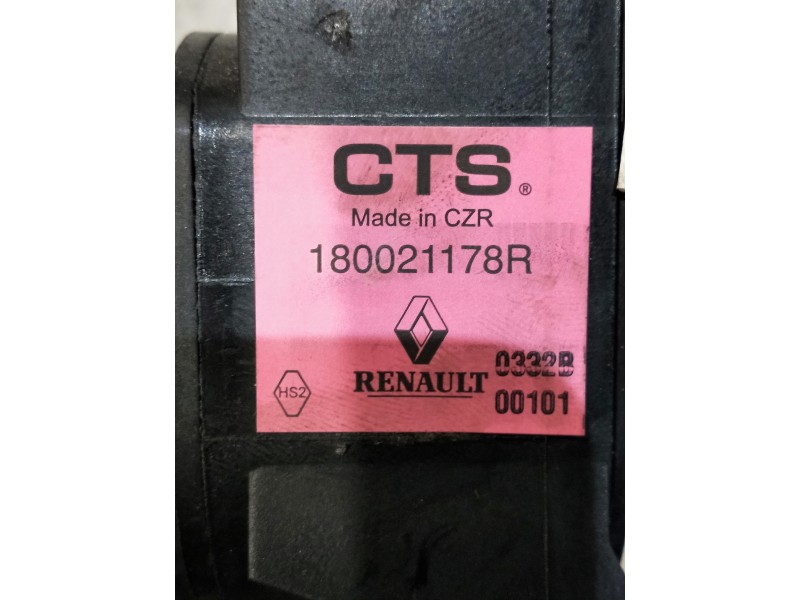 CTS®
Made in CZR
180021178R
RENAULT
0332B
00101
HS2